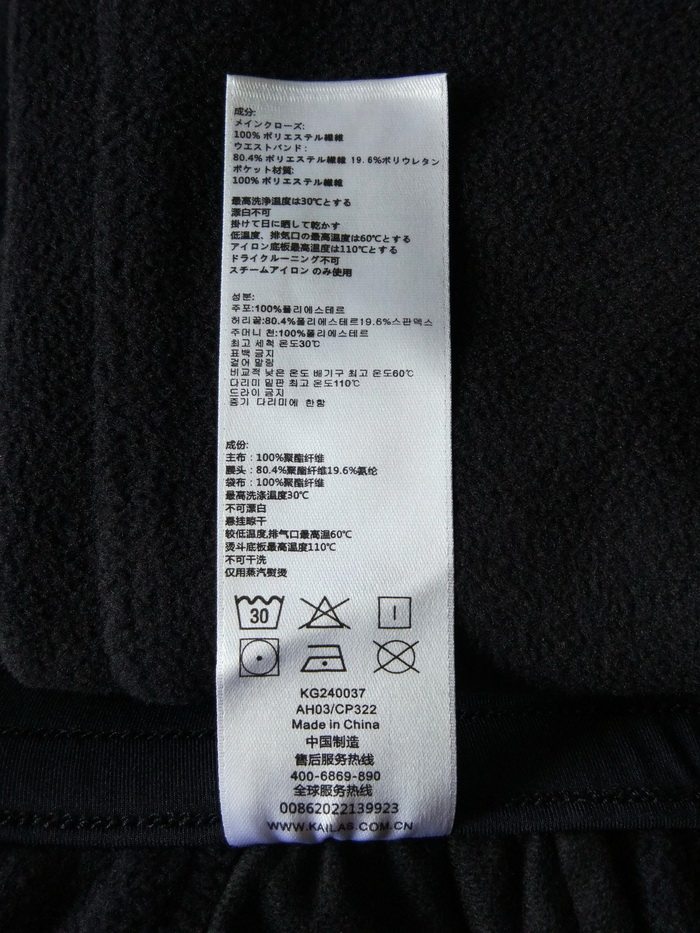 成分:
メインクローズ:
100% ポリエステル繊維
ウエストバンド:
80.4% ポリエステル繊維 19.6%ポリウレタン
ポケット材質:
100% ポリエステル繊維
最高洗浄温度は30℃とする
漂白不可
掛けて日に晒して乾かす
低温度、排気口の最高温度は60℃とする
アイロン底板最高温度は110℃とする
ドライクルーニング不可
スチームアイロン のみ使用
성분:
주포:100%폴리에스테르
허리끝:80.4%폴리에스테르19.6%스판덱스
주머니 천:100%폴리에스테르
최고 세척 온도30℃
표백 금지
걸어 말림
비교적 낮은 온도 배기구 최고 온도60℃
다리미 밑판 최고 온도110℃
드라이 금지
증기 다리미에 한함
成份:
主布：100%聚酯纤维
腰头：80.4%聚酯纤维19.6%氨纶
袋布：100%聚酯纤维
最高洗涤温度30℃
不可漂白
悬挂晾干
较低温度,排气口最高温60℃
烫斗底板最高温度110℃
不可干洗
仅用蒸汽熨烫
30
KG240037
AH03/CP322
Made in China
中国制造
售后服务热线
400-6869-890
全球服务热线
00862022139923
WWW.KAILAS.COM.CN